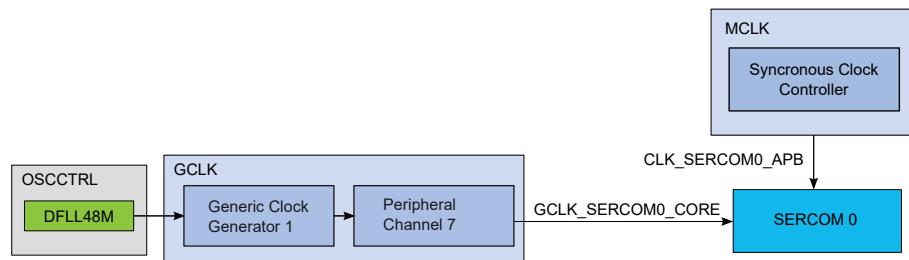 MCLK
Syncronous Clock
Controller
CLK_SERCOM0_APB
OSCCTRL
DFLL48M
GCLK
Generic Clock
Generator 1
Peripheral
Channel 7
GCLK_SERCOM0_CORE
SERCOM 0